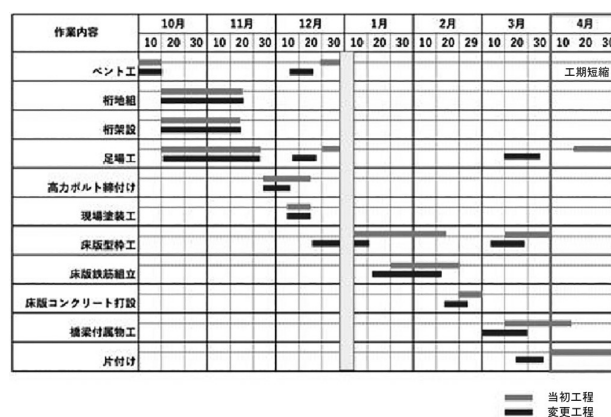 作業内容 10月 11月 12月 1月 2月 3月 4月
10 20 30 10 20 30 10 20 30 10 20 30 10 20 29 10 20 30 10 20 30
ベント工 工期短縮
桁地組
桁架設
足場工
高力ボルト締付け
現場塗装工
床版型枠工
床版鉄筋組立
床版コンクリート打設
橋梁付属物工
片付け
当初工程
変更工程